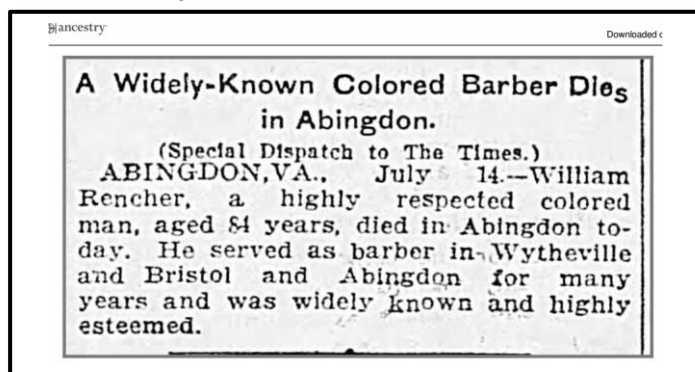 ancestry
Downloaded
A Widely-Known Colored Barber Dies
in Abingdon.
(Special Dispatch to The Times.)
ABINGDON, VA., July 14.—William
Rencher, a highly respected colored
man, aged 84 years, died in Abingdon to-
day. He served as barber in Wytheville
and Bristol and Abingdon for many
years and was widely known and highly
esteemed.